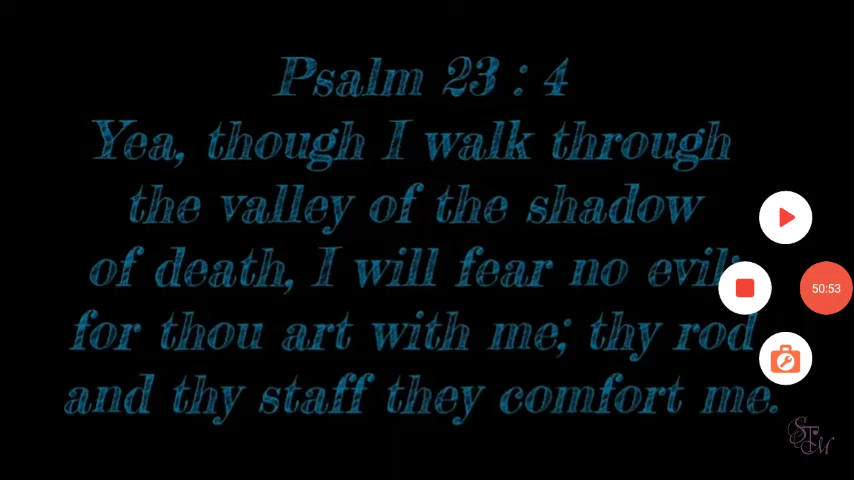 Psalm 23 : 4
Yea, though I walk through
the valley of the shadow
of death, I will fear no evil:
for thou art with me; thy rod
and thy staff they comfort me.
50:53
STM